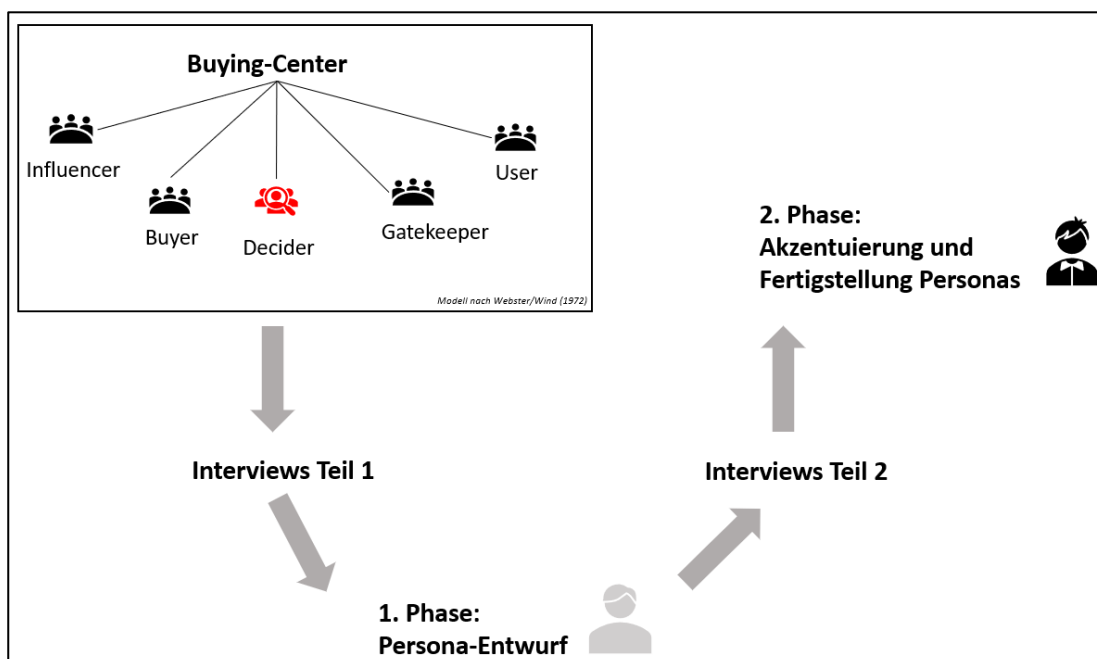 Buying-Center
Influencer
Buyer
Decider
Gatekeeper
User
Modell nach Webster/Wind (1972)
Interviews Teil 1
1. Phase:
Persona-Entwurf
Interviews Teil 2
2. Phase:
Akzentuierung und
Fertigstellung Personas